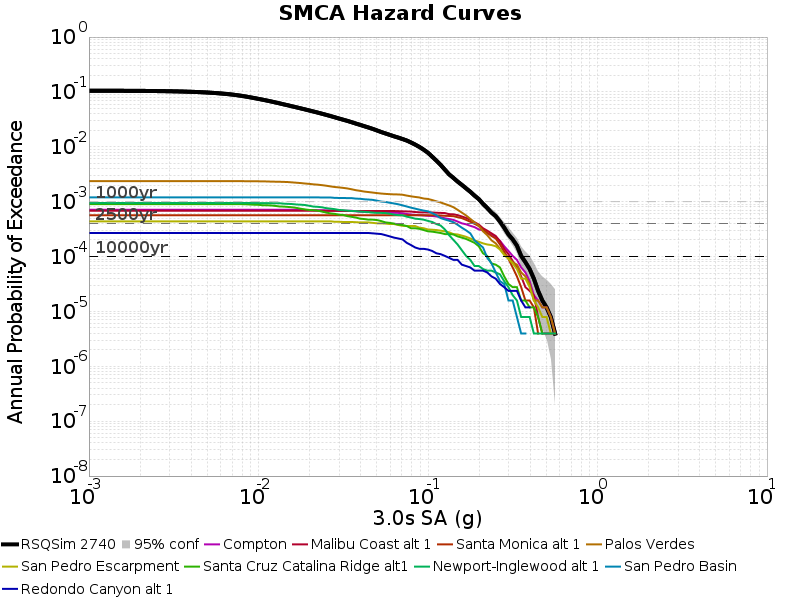 SMCA Hazard Curves
Annual Probability of Exceedance
10^0
10^-1
10^-2
10^-3
10^-4
10^-5
10^-6
10^-7
10^-8
1000yr
2500yr
10000yr
10^-3 10^-2 10^-1 10^0 10^1
3.0s SA (g)
RSQSim 2740 95% conf Compton Malibu Coast alt 1 Santa Monica alt 1 Palos Verdes
San Pedro Escarpment Santa Cruz Catalina Ridge alt1 Newport-Inglewood alt 1 San Pedro Basin
Redondo Canyon alt 1